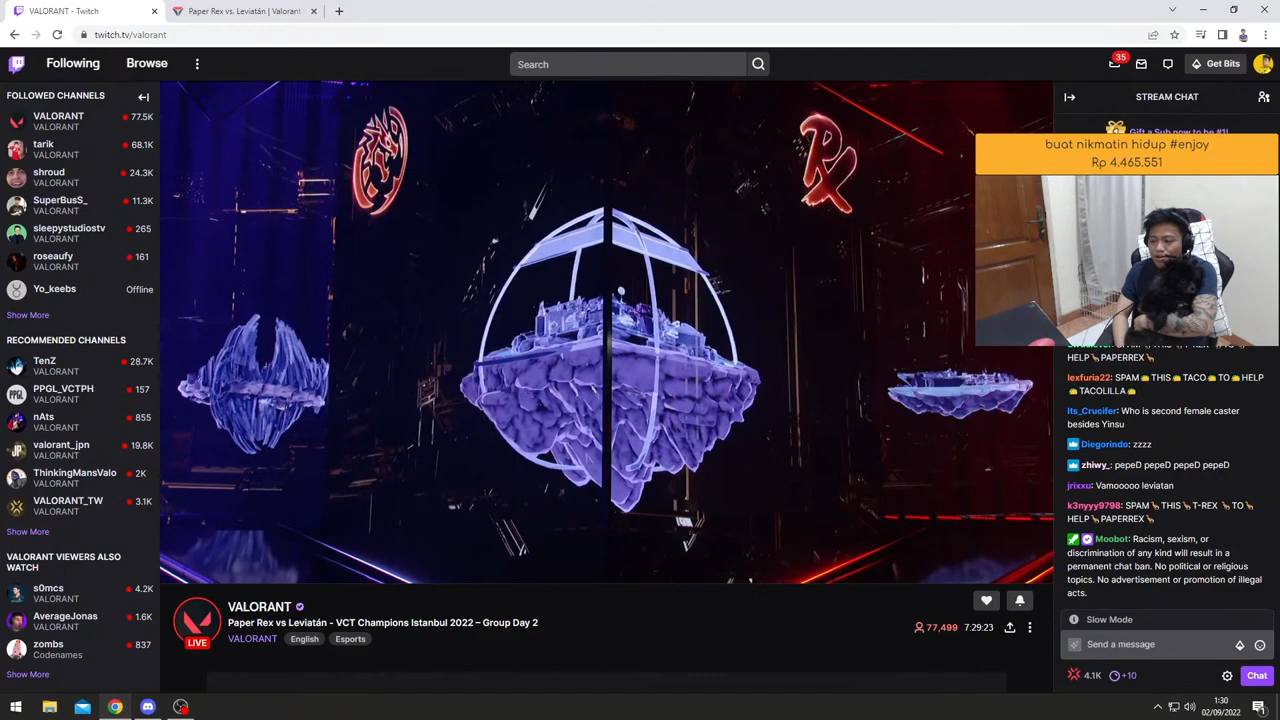 VALORANT - Twitch
Paper Rex vs. Leviatán | Valorant
twitch.tv/valorant
Following
Browse
Search
35
Get Bits
FOLLOWED CHANNELS
VALORANT
77.5K
VALORANT
tarik
68.1K
VALORANT
shroud
24.3K
VALORANT
SuperBusS_
11.3K
VALORANT
sleepystudiostv
265
VALORANT
roseaufy
161
VALORANT
Yo_keebs
Offline
Show More
RECOMMENDED CHANNELS
TenZ
28.7K
VALORANT
PPGL_VCTPH
157
VALORANT
nAts
855
VALORANT
valorant_jpn
19.8K
VALORANT
ThinkingMansValo
2K
VALORANT
VALORANT_TW
3.1K
VALORANT
Show More
VALORANT VIEWERS ALSO
WATCH
s0mcs
4.2K
VALORANT
AverageJonas
1.6K
VALORANT
zombs
837
Codenames
Show More
LIVE
VALORANT
Paper Rex vs Leviatán - VCT Champions Istanbul 2022 – Group Day 2
VALORANT
English
Esports
77,499
7:29:23
STREAM CHAT
Gift a Sub now to be #1!
buat nikmatin hidup #enjoy
Rp 4.465.551
HELP PAPERREX
lexfuria22: SPAM THIS TACO TO HELP
TACOLILLA
Its_Crucifer: Who is second female caster
besides Yinsu
Diegorindo: zzzz
zhiwy_: pepeD pepeD pepeD pepeD
jrixxu: Vamooooo leviatan
k3nyyy9798: SPAM THIS T-REX TO
HELP PAPERREX
Moobot: Racism, sexism, or
discrimination of any kind will result in a
permanent chat ban. No political or religious
topics. No advertisement or promotion of illegal
acts.
Slow Mode
Send a message
4.1K
+10
Chat
1:30
02/09/2022
1